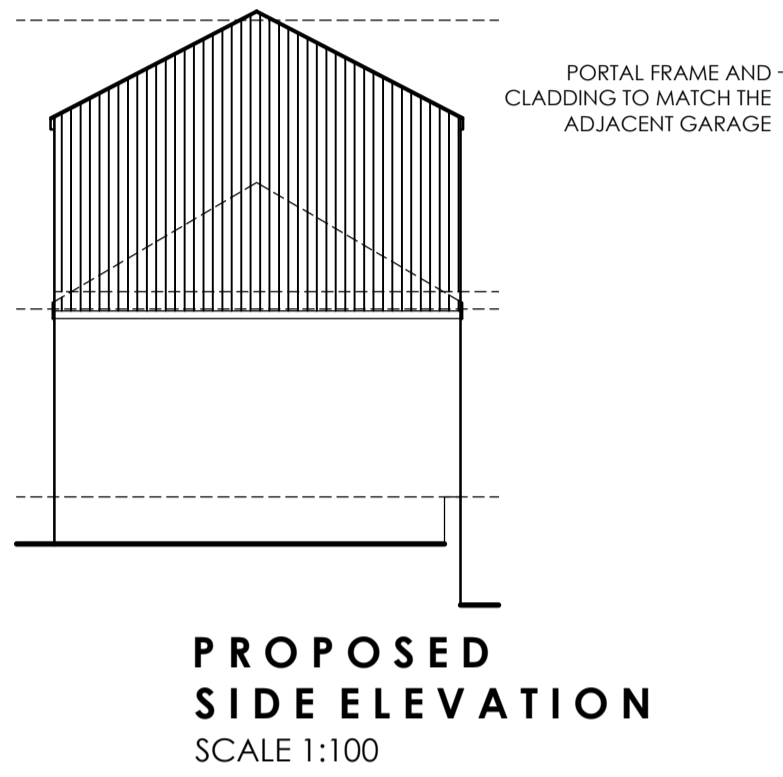 PORTAL FRAME AND
CLADDING TO MATCH THE
ADJACENT GARAGE
PROPOSED
SIDE ELEVATION
SCALE 1:100